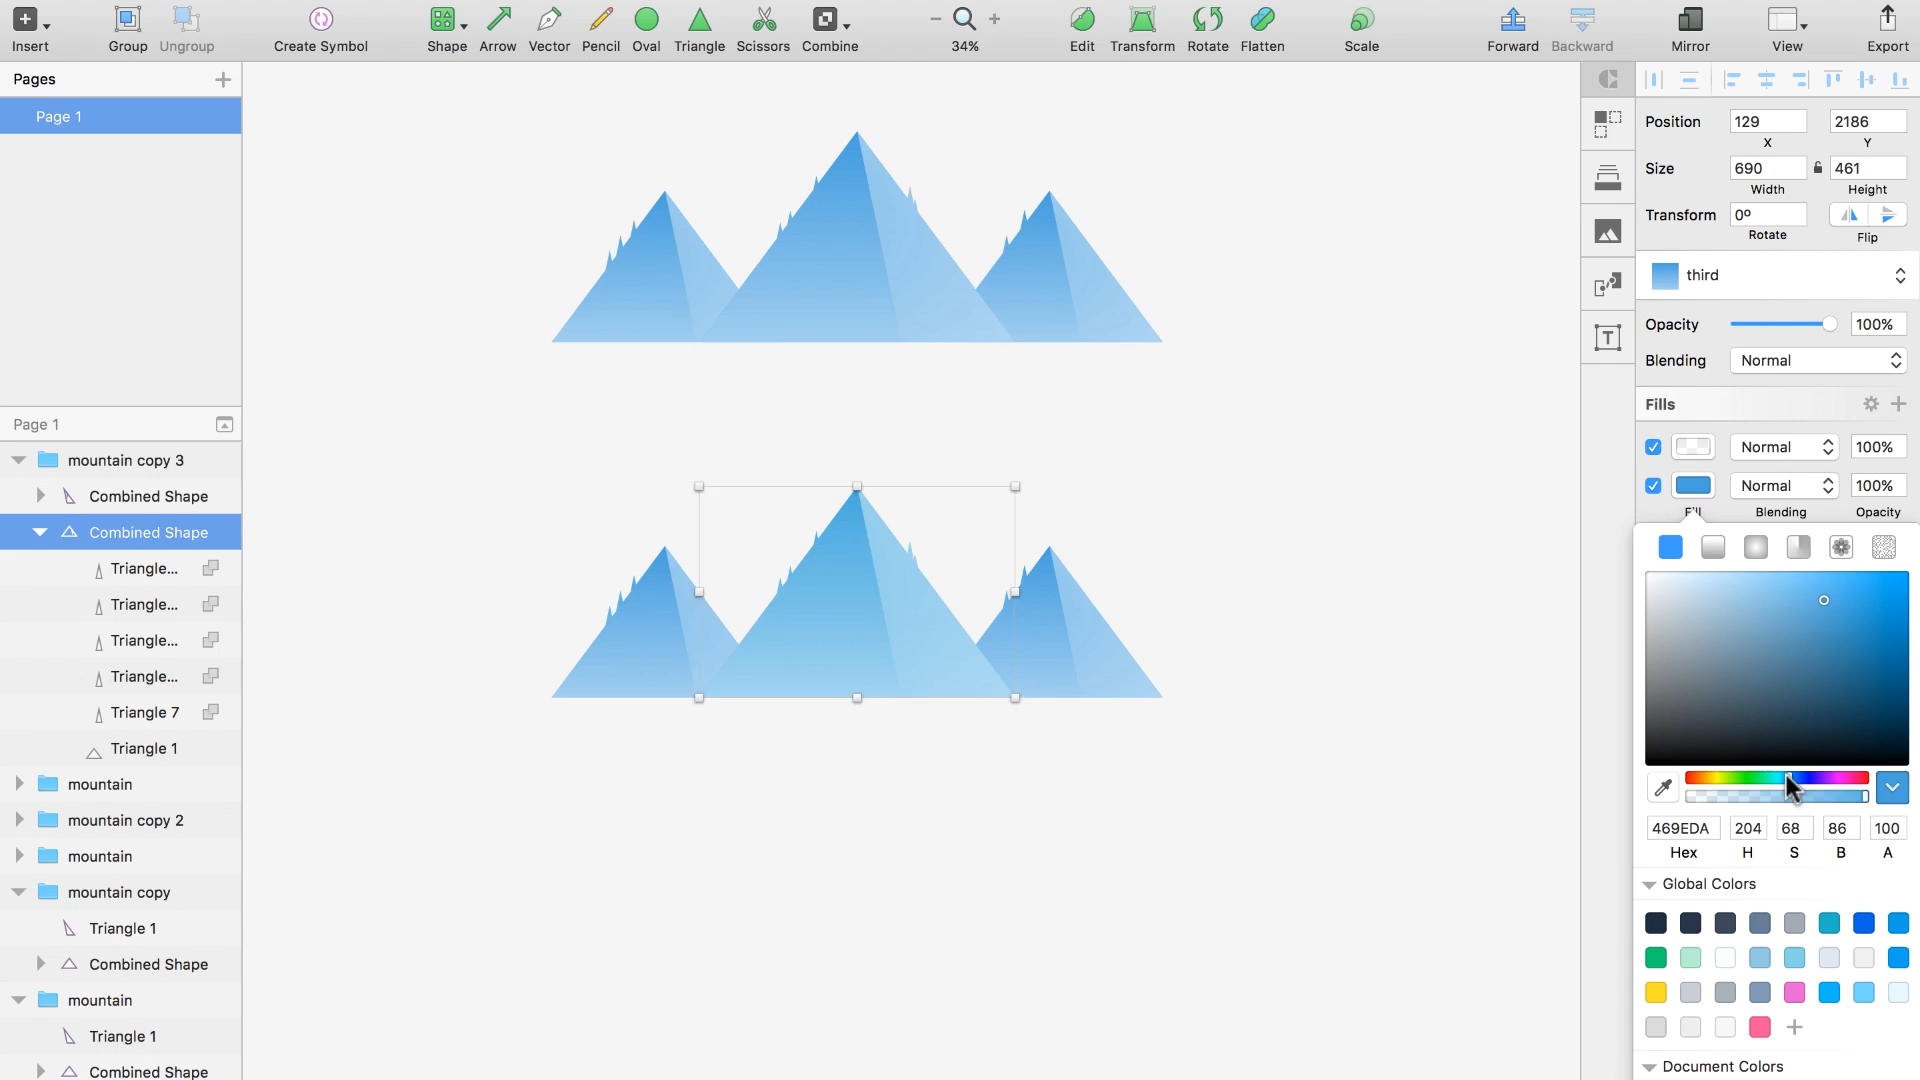 Insert Group Ungroup Create Symbol Shape Arrow Vector Pencil Oval Triangle Scissors Combine 34% Edit Transform Rotate Flatten Scale Forward Backward Mirror View Export
Pages
Page 1
Page 1
mountain copy 3
Combined Shape
Combined Shape
Triangle...
Triangle...
Triangle...
Triangle...
Triangle 7
Triangle 1
mountain
mountain copy 2
mountain
mountain copy
Triangle 1
Combined Shape
mountain
Triangle 1
Combined Shape
Position 129 2186
X Y
Size 690 461
Width Height
Transform 0º
Rotate Flip
third
Opacity 100%
Blending Normal
Fills
Normal 100%
Normal 100%
Fill Blending Opacity
469EDA 204 68 86 100
Hex H S B A
Global Colors
Document Colors